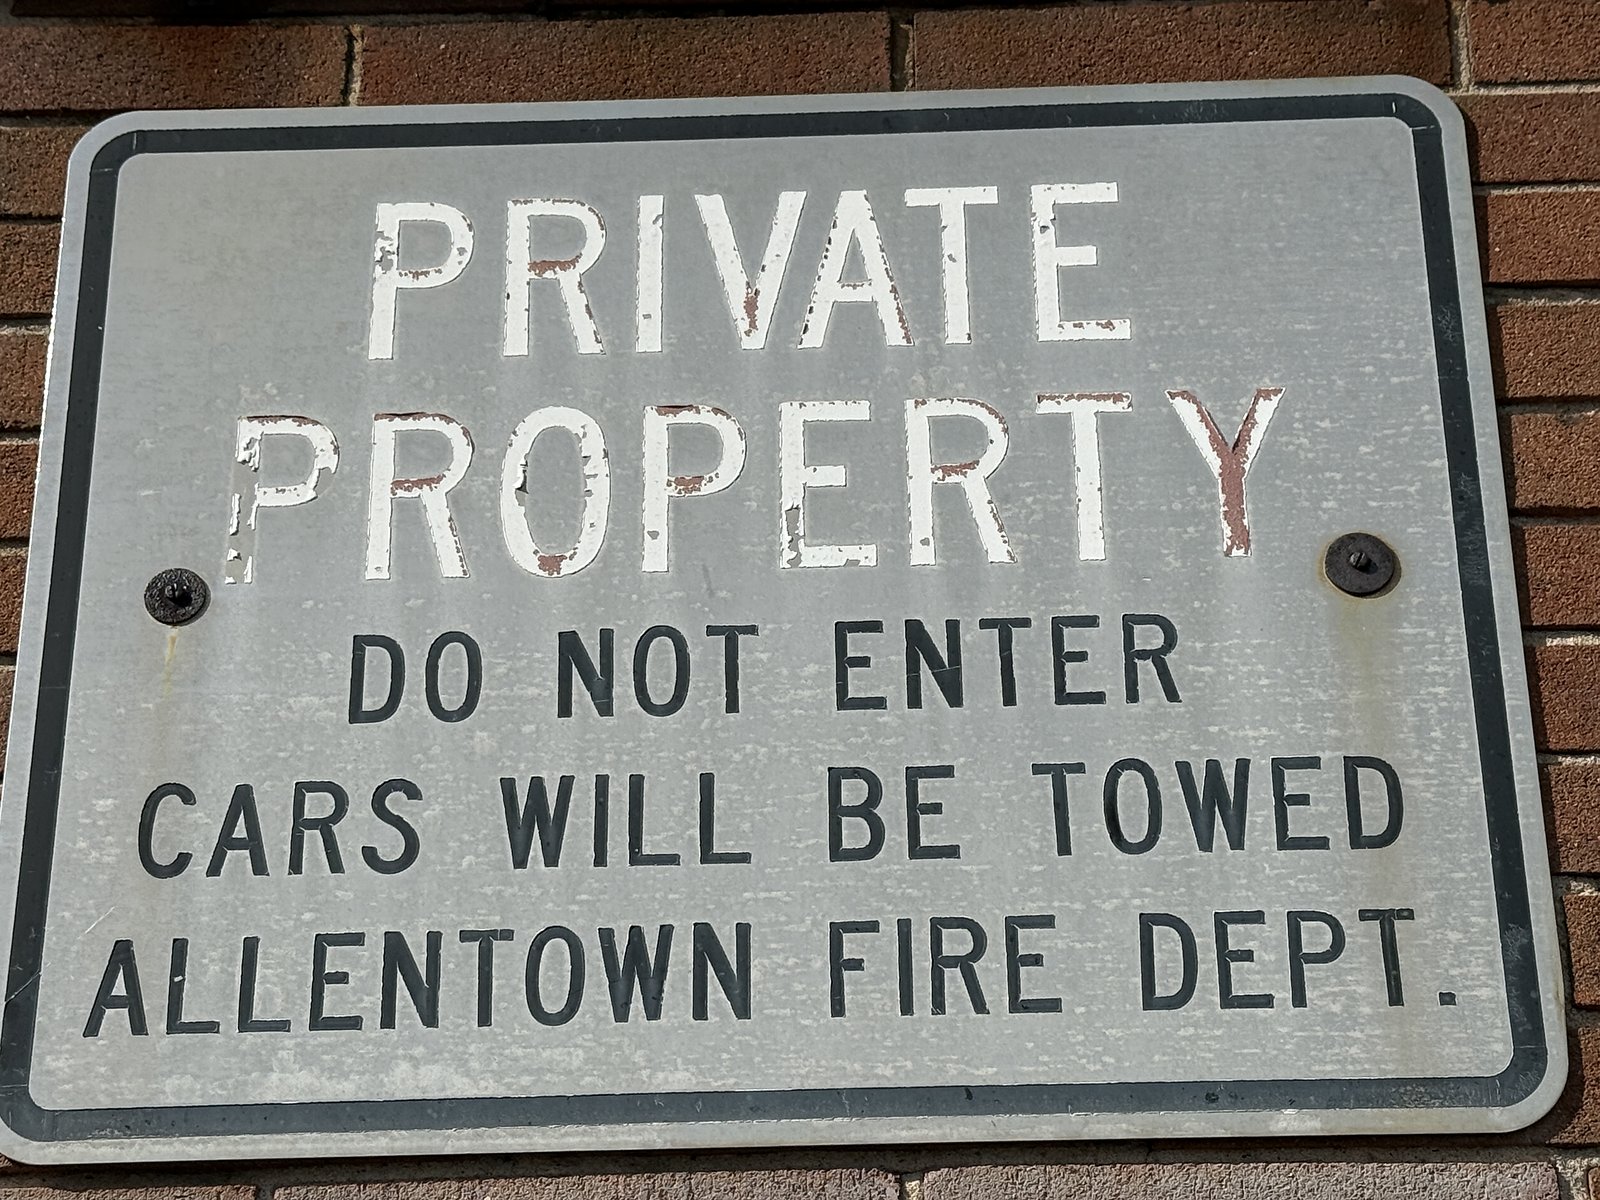 PRIVATE
PROPERTY
DO NOT ENTER
CARS WILL BE TOWED
ALLENTOWN FIRE DEPT.